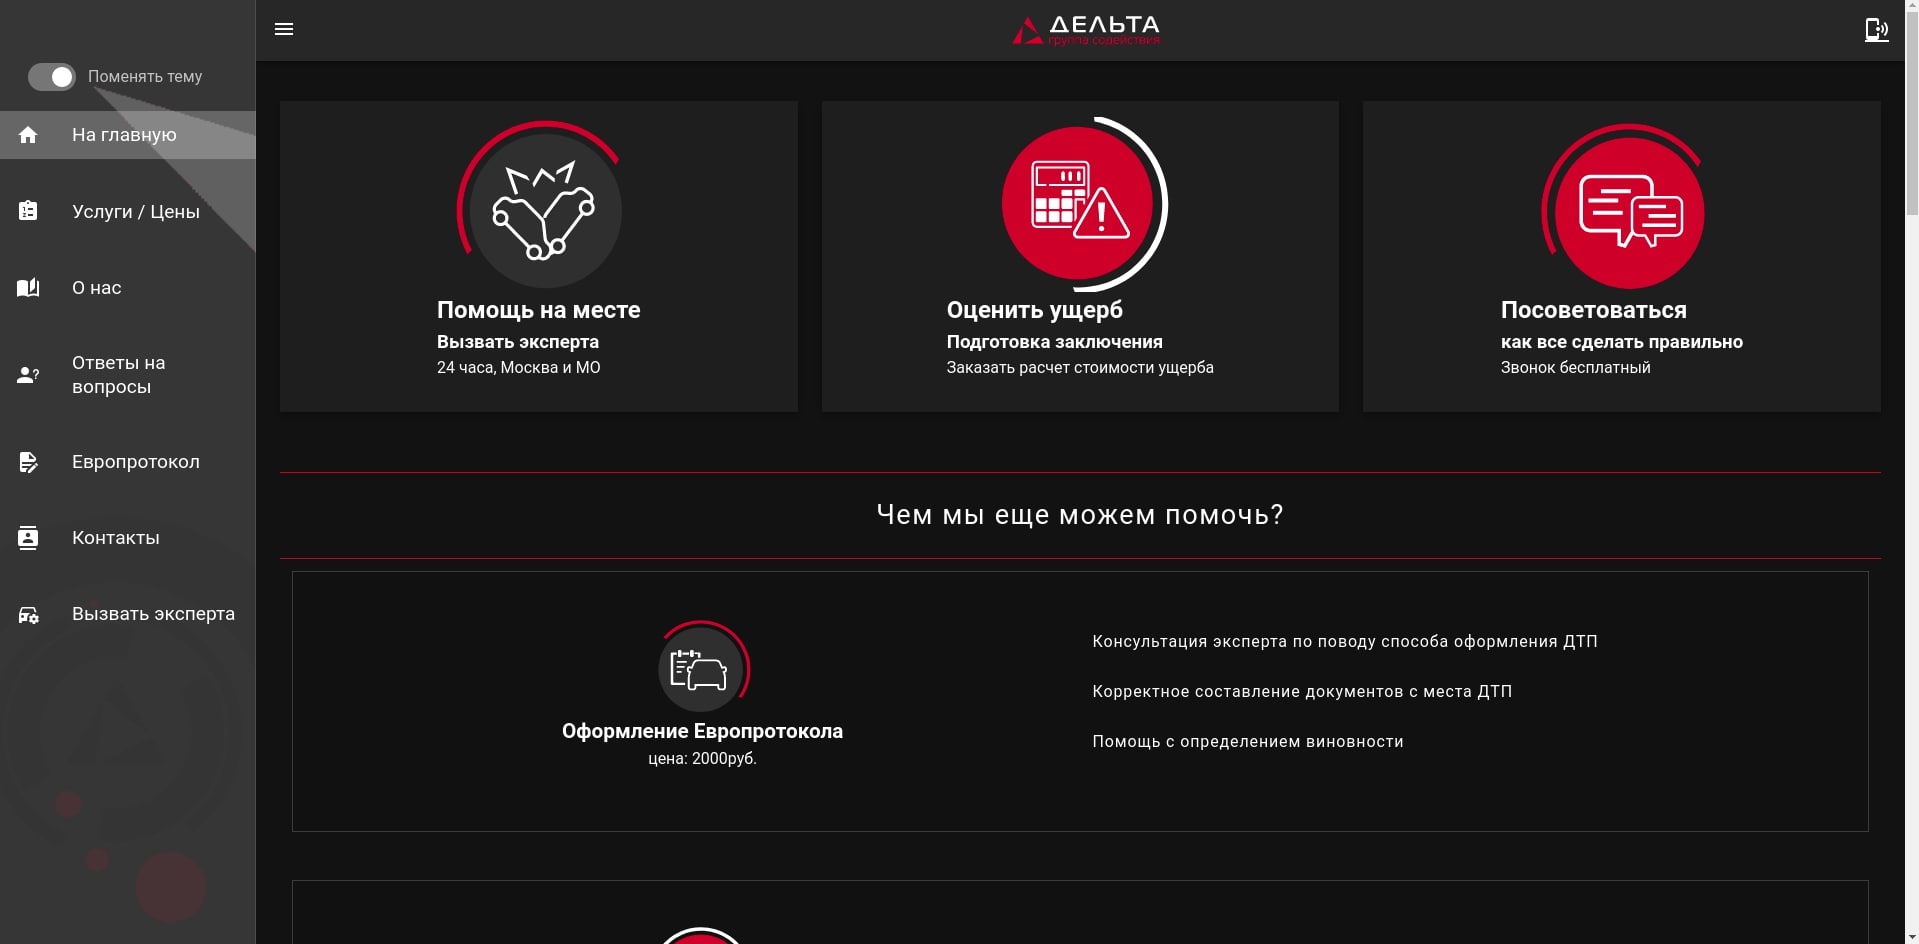 ДЕЛЬТА
группа содействия
Поменять тему
На главную
Услуги / Цены
О нас
Ответы на
вопросы
Европротокол
Контакты
Вызвать эксперта
Помощь на месте
Вызвать эксперта
24 часа, Москва и МО
Оценить ущерб
Подготовка заключения
Заказать расчет стоимости ущерба
Посоветоваться
как все сделать правильно
Звонок бесплатный
Чем мы еще можем помочь?
Оформление Европротокола
цена: 2000руб.
Консультация эксперта по поводу способа оформления ДТП
Корректное составление документов с места ДТП
Помощь с определением виновности